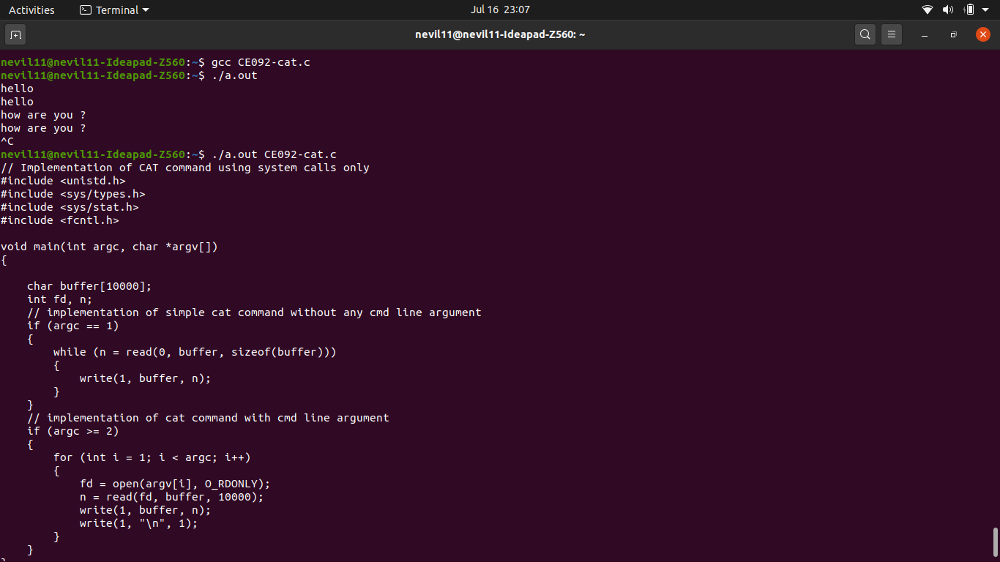 Activities Terminal Jul 16 23:07
nevil11@nevil11-Ideapad-Z560: ~
nevil11@nevil11-Ideapad-Z560:~$ gcc CE092-cat.c
nevil11@nevil11-Ideapad-Z560:~$ ./a.out
hello
hello
how are you ?
how are you ?
^C
nevil11@nevil11-Ideapad-Z560:~$ ./a.out CE092-cat.c
// Implementation of CAT command using system calls only
#include <unistd.h>
#include <sys/types.h>
#include <sys/stat.h>
#include <fcntl.h>

void main(int argc, char *argv[])
{

    char buffer[10000];
    int fd, n;
    // implementation of simple cat command without any cmd line argument
    if (argc == 1)
    {
        while (n = read(0, buffer, sizeof(buffer)))
        {
            write(1, buffer, n);
        }
    }
    // implementation of cat command with cmd line argument
    if (argc >= 2)
    {
        for (int i = 1; i < argc; i++)
        {
            fd = open(argv[i], O_RDONLY);
            n = read(fd, buffer, 10000);
            write(1, buffer, n);
            write(1, "\n", 1);
        }
    }